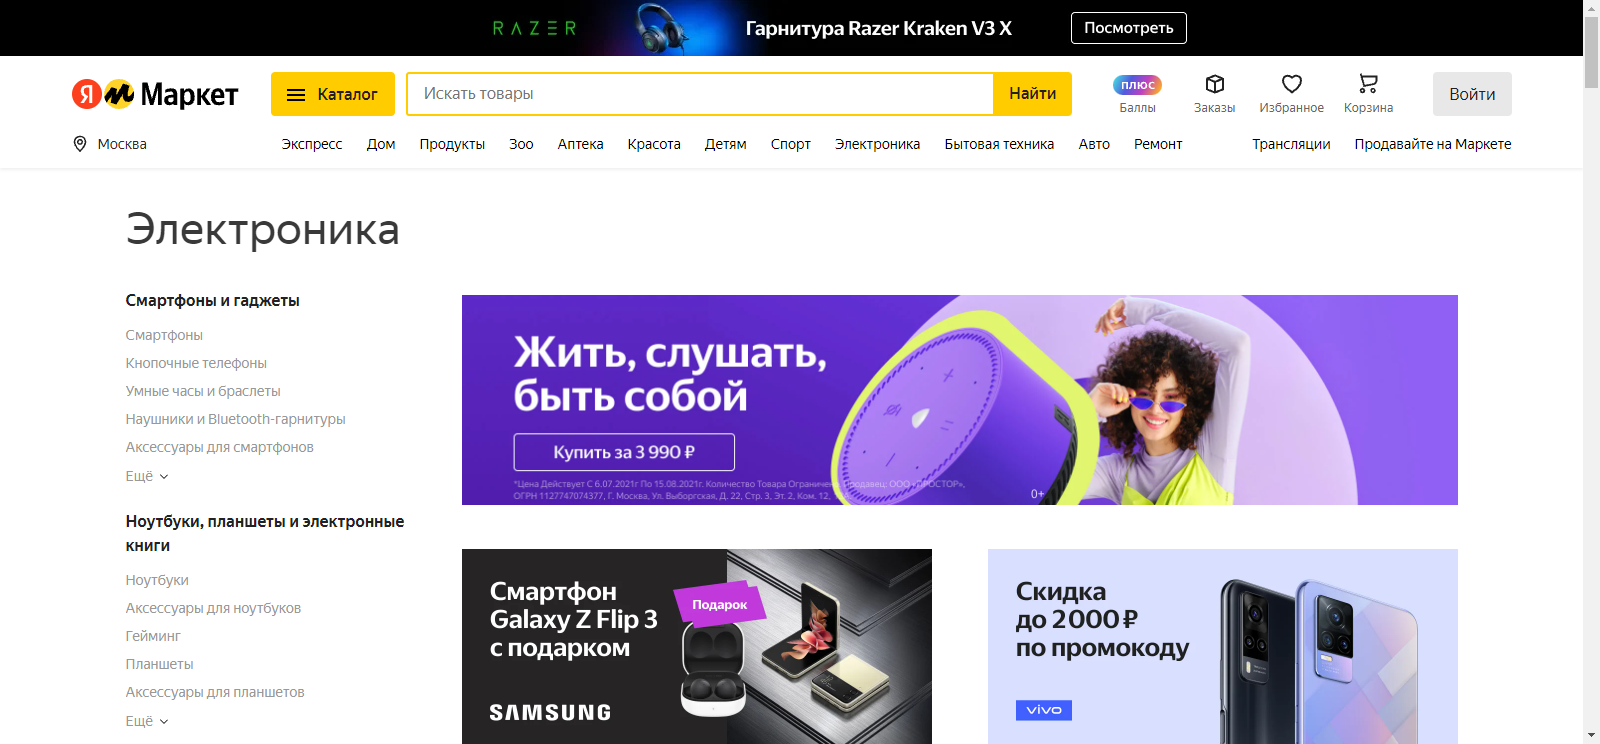 RAZER
Гарнитура Razer Kraken V3 X
Посмотреть
Я Маркет
Каталог
Искать товары
Найти
плюс
Баллы
Заказы
Избранное
Корзина
Войти
Москва
Экспресс
Дом
Продукты
Зоо
Аптека
Красота
Детям
Спорт
Электроника
Бытовая техника
Авто
Ремонт
Трансляции
Продавайте на Маркете
Электроника
Смартфоны и гаджеты
Смартфоны
Кнопочные телефоны
Умные часы и браслеты
Наушники и Bluetooth-гарнитуры
Аксессуары для смартфонов
Ещё
Ноутбуки, планшеты и электронные
книги
Ноутбуки
Аксессуары для ноутбуков
Гейминг
Планшеты
Аксессуары для планшетов
Ещё
Жить, слушать,
быть собой
Купить за 3 990 ₽
*Цена Действует С 6.07.2021г По 15.08.2021г. Количество Товара Ограничено. Продавец: ООО «ПРОСТОР»,
ОГРН 1127747074377, Г. Москва, Ул. Выборгская, Д. 22, Стр. 3, Эт. 2, Ком. 12,
0+
Смартфон
Galaxy Z Flip 3
с подарком
Подарок
SAMSUNG
Скидка
до 2000 ₽
по промокоду
vivo